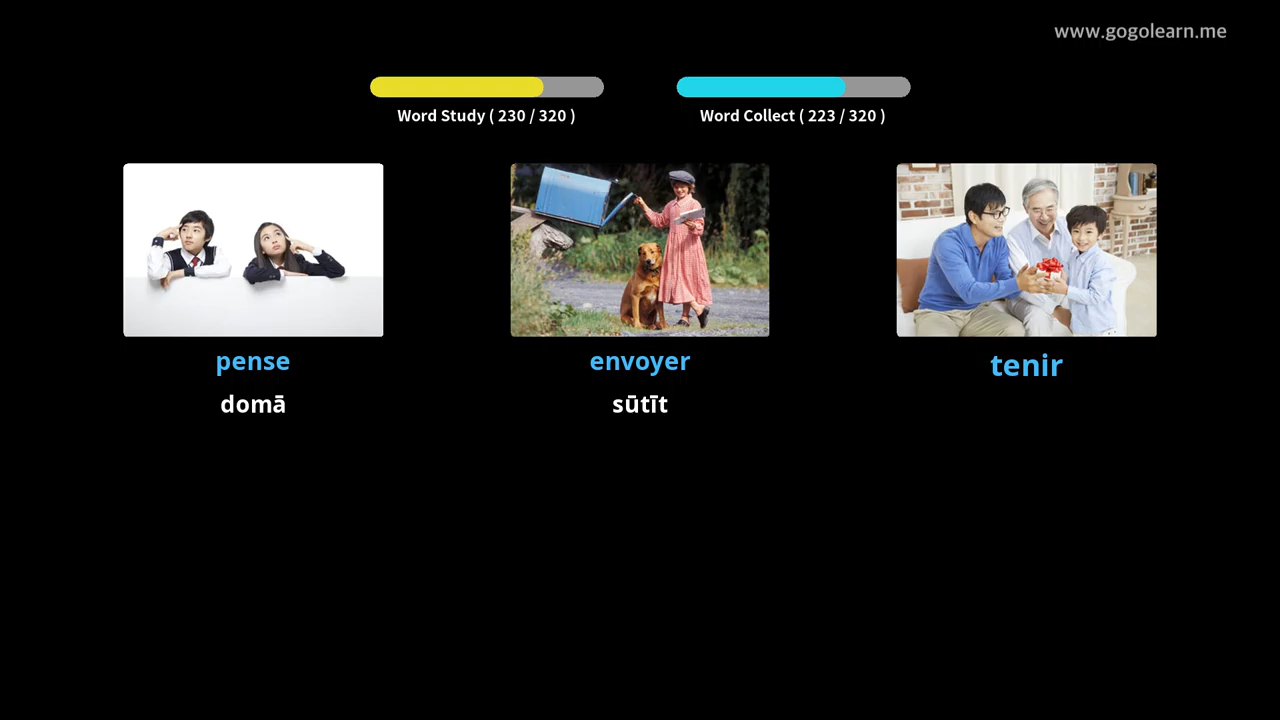 www.gogolearn.me
Word Study ( 230 / 320 )
Word Collect ( 223 / 320 )
pense
domā
envoyer
sūtīt
tenir